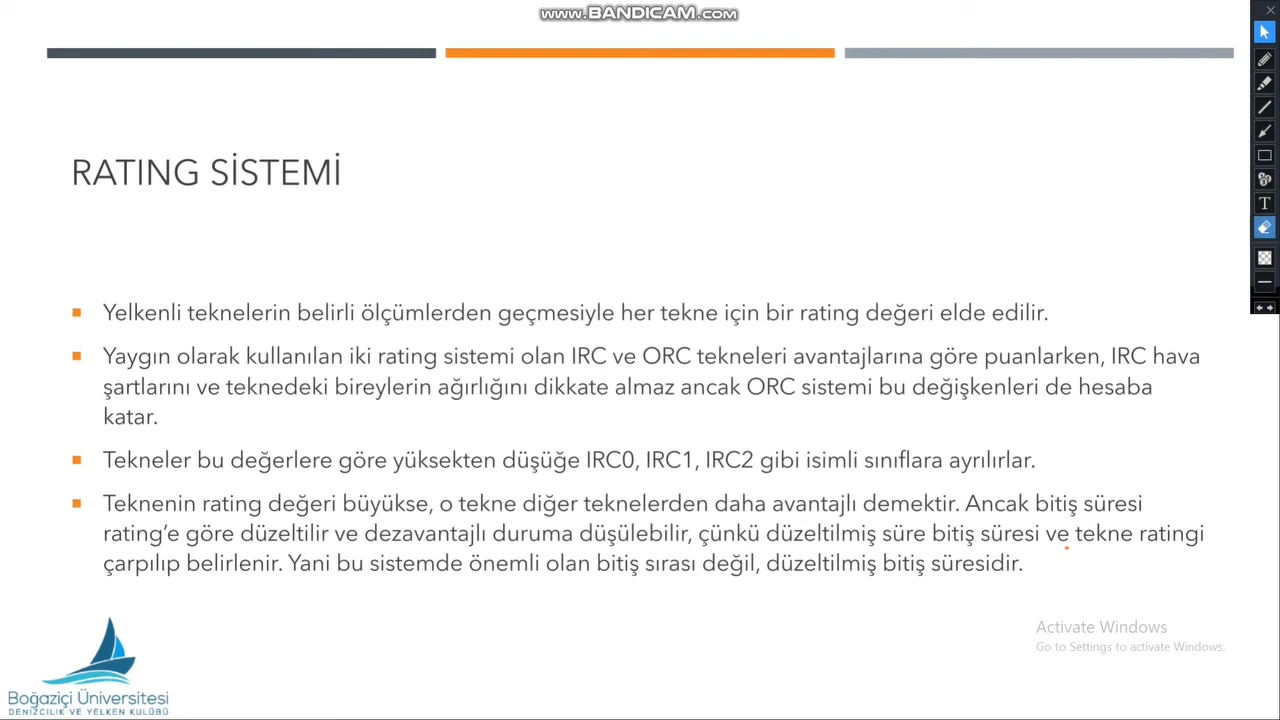 www.BANDICAM.com
RATING SİSTEMİ
Yelkenli teknelerin belirli ölçümlerden geçmesiyle her tekne için bir rating değeri elde edilir.
Yaygın olarak kullanılan iki rating sistemi olan IRC ve ORC tekneleri avantajlarına göre puanlarken, IRC hava
şartlarını ve teknedeki bireylerin ağırlığını dikkate almaz ancak ORC sistemi bu değişkenleri de hesaba
katar.
Tekneler bu değerlere göre yüksekten düşüğe IRC0, IRC1, IRC2 gibi isimli sınıflara ayrılırlar.
Teknenin rating değeri büyükse, o tekne diğer teknelerden daha avantajlı demektir. Ancak bitiş süresi
rating’e göre düzeltilir ve dezavantajlı duruma düşülebilir, çünkü düzeltilmiş süre bitiş süresi ve tekne ratingi
çarpılıp belirlenir. Yani bu sistemde önemli olan bitiş sırası değil, düzeltilmiş bitiş süresidir.
Activate Windows
Go to Settings to activate Windows.
Boğaziçi Üniversitesi
DENİZCİLİK VE YELKEN KULÜBÜ